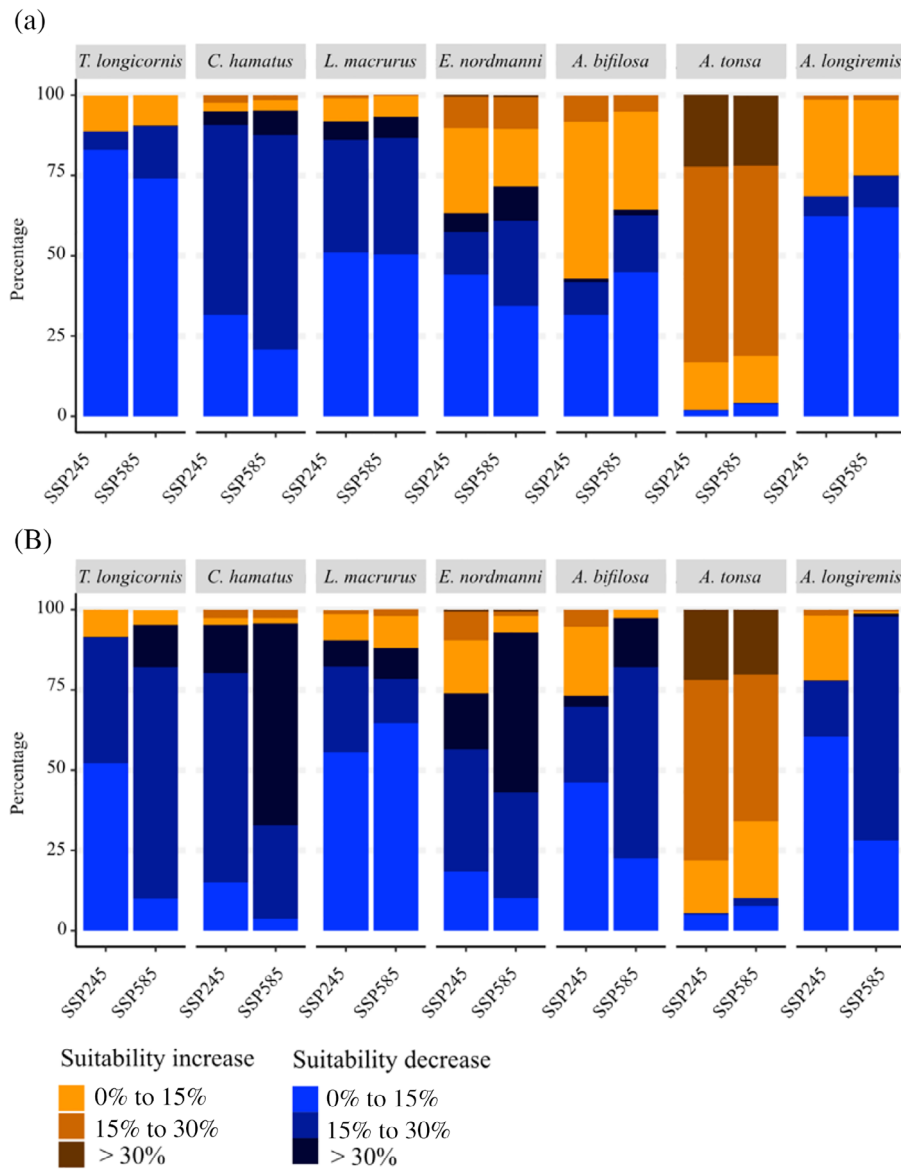 (a)
T. longicornis C. hamatus L. macrurus E. nordmanni A. bifilosa A. tonsa A. longiremis
100
75
50
25
0
Percentage
SSP245 SSP585 SSP245 SSP585 SSP245 SSP585 SSP245 SSP585 SSP245 SSP585 SSP245 SSP585 SSP245 SSP585
(B)
T. longicornis C. hamatus L. macrurus E. nordmanni A. bifilosa A. tonsa A. longiremis
100
75
50
25
0
Percentage
SSP245 SSP585 SSP245 SSP585 SSP245 SSP585 SSP245 SSP585 SSP245 SSP585 SSP245 SSP585 SSP245 SSP585
Suitability increase
0% to 15%
15% to 30%
> 30%
Suitability decrease
0% to 15%
15% to 30%
> 30%